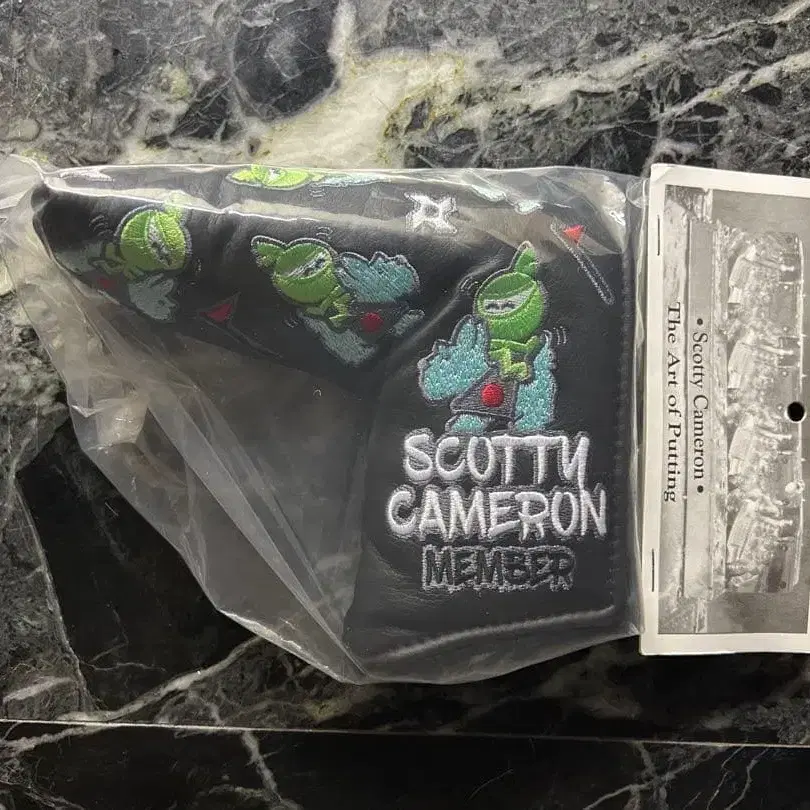 SCOTTY
CAMERON
MEMBER
• Scotty Cameron •
The Art of Putting